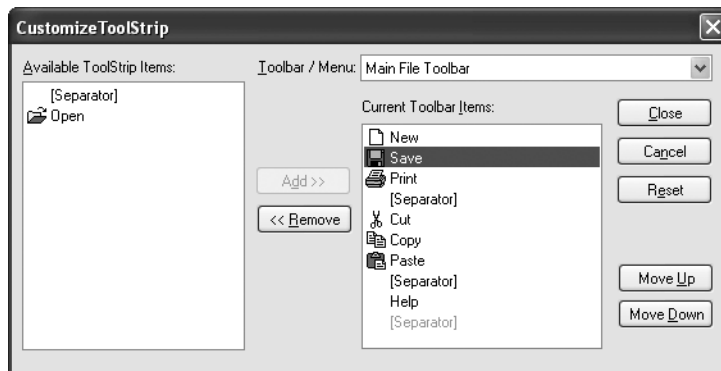 CustomizeToolStrip
Available ToolStrip Items:
[Separator]
Open
Toolbar / Menu:
Main File Toolbar
Current Toolbar Items:
New
Save
Print
[Separator]
Cut
Copy
Paste
[Separator]
Help
[Separator]
Add >>
<< Remove
Close
Cancel
Reset
Move Up
Move Down